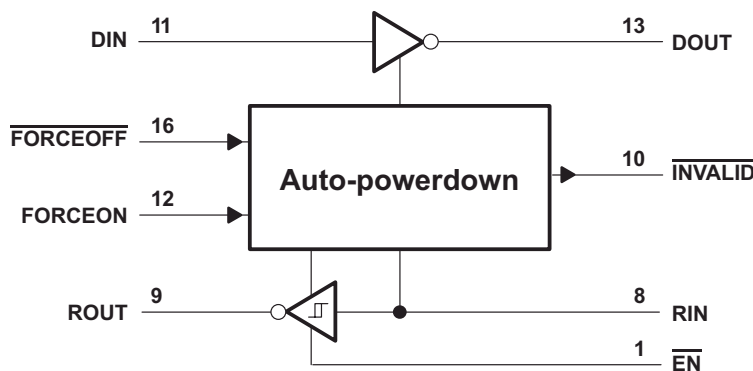 DIN 11 13 DOUT
FORCEOFF 16
Auto-powerdown
10 INVALID
FORCEON 12
ROUT 9 8 RIN
1 EN